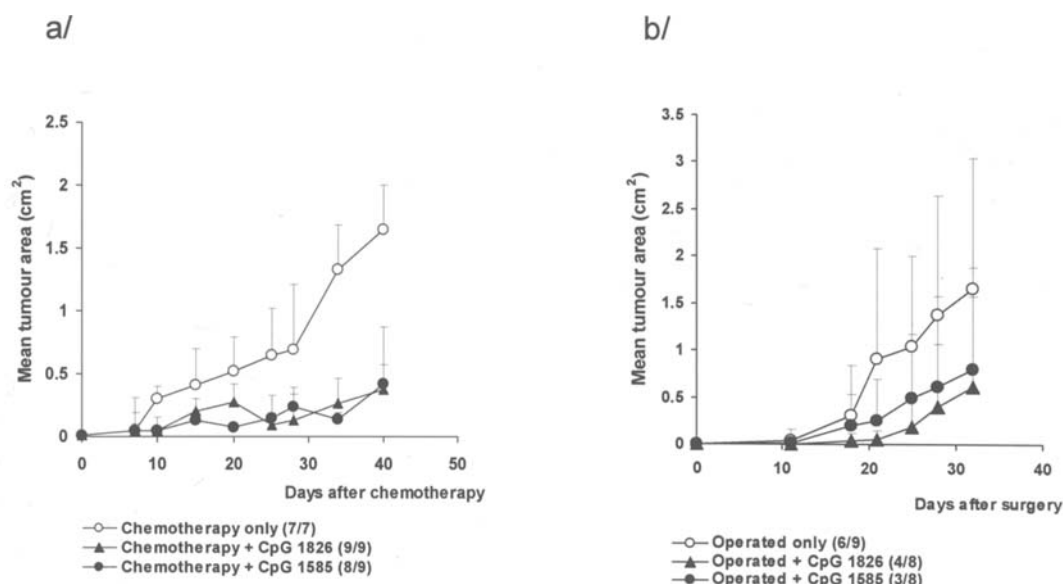 a/
b/
Mean tumour area (cm²)
2.5
2
1.5
1
0.5
0
0
10
20
30
40
50
Days after chemotherapy
Chemotherapy only (7/7)
Chemotherapy + CpG 1826 (9/9)
Chemotherapy + CpG 1585 (8/9)
Mean tumour area (cm²)
3.5
3
2.5
2
1.5
1
0.5
0
0
10
20
30
40
Days after surgery
Operated only (6/9)
Operated + CpG 1826 (4/8)
Operated + CpG 1585 (3/8)